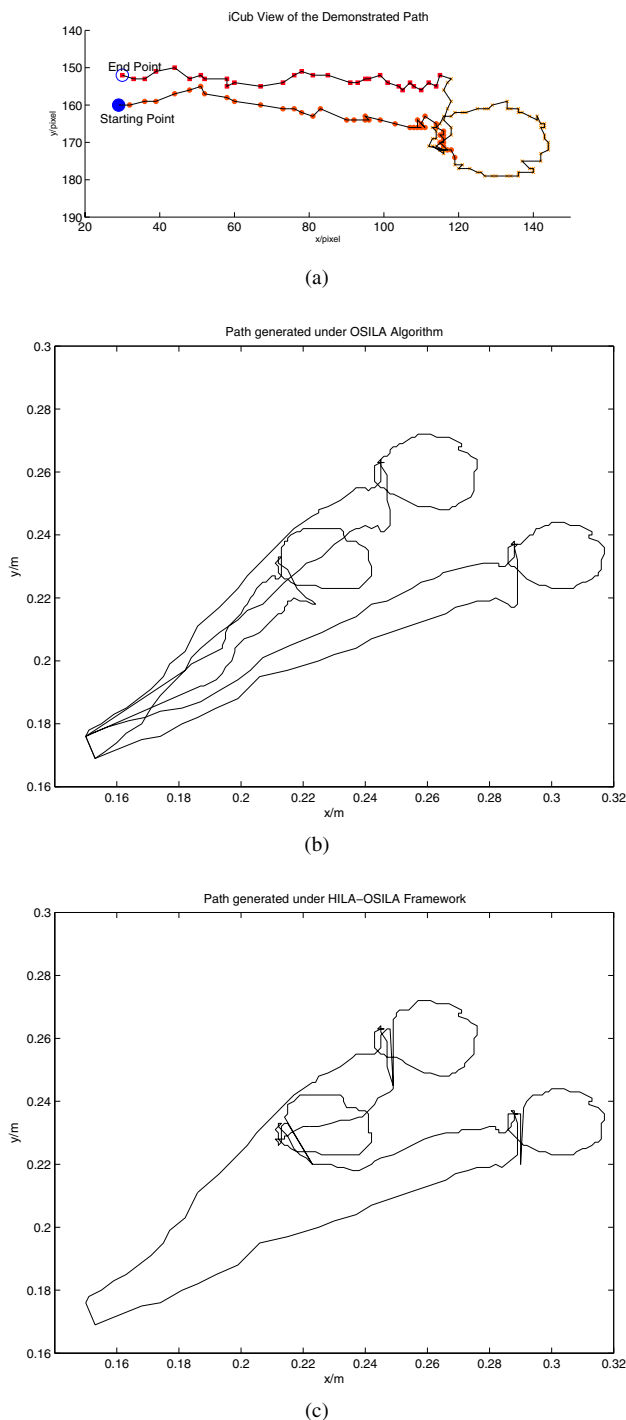 iCub View of the Demonstrated Path
140
150
160
170
180
190
y/pixel
End Point
Starting Point
20 40 60 80 100 120 140
x/pixel
(a)
Path generated under OSILA Algorithm
0.3
0.28
0.26
0.24
0.22
0.2
0.18
0.16
y/m
0.16 0.18 0.2 0.22 0.24 0.26 0.28 0.3 0.32
x/m
(b)
Path generated under HILA-OSILA Framework
0.3
0.28
0.26
0.24
0.22
0.2
0.18
0.16
y/m
0.16 0.18 0.2 0.22 0.24 0.26 0.28 0.3 0.32
x/m
(c)